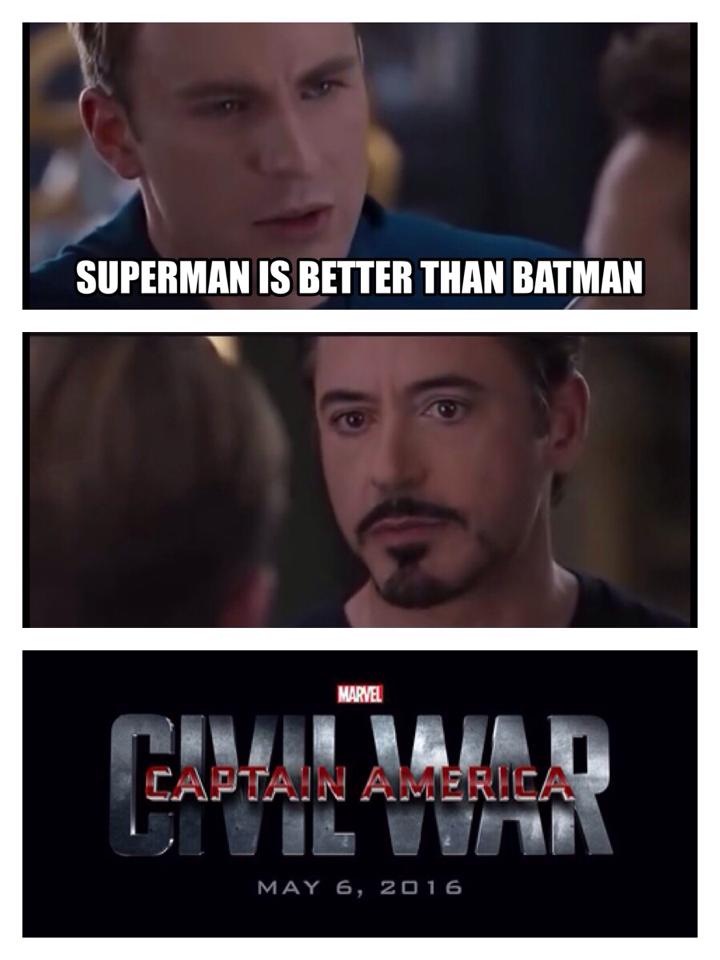 SUPERMAN IS BETTER THAN BATMAN
MARVEL
CIVIL WAR
CAPTAIN AMERICA
MAY 6, 2016